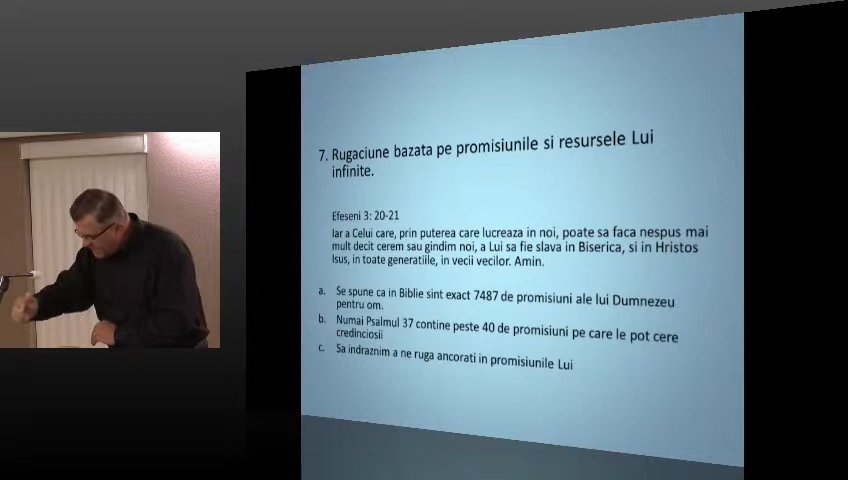 7. Rugaciune bazata pe promisiunile si resursele Lui
infinite.
Efeseni 3: 20-21
Iar a Celui care, prin puterea care lucreaza in noi, poate sa faca nespus mai
mult decit cerem sau gindim noi, a Lui sa fie slava in Biserica, si in Hristos
Isus, in toate generatiile, in vecii vecilor. Amin.
a. Se spune ca in Biblie sint exact 7487 de promisiuni ale lui Dumnezeu
pentru om.
b. Numai Psalmul 37 contine peste 40 de promisiuni pe care le pot cere
credinciosii
c. Sa indraznim a ne ruga ancorati in promisiunile Lui